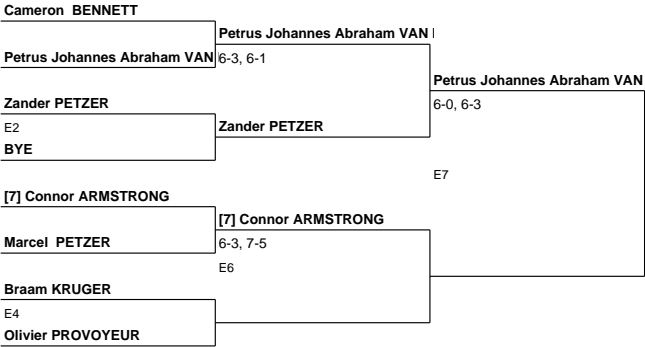 Cameron BENNETT
Petrus Johannes Abraham VAN
Petrus Johannes Abraham VAN
6-3, 6-1
Petrus Johannes Abraham VAN
6-0, 6-3
Zander PETZER
E2
Zander PETZER
BYE
E7
[7] Connor ARMSTRONG
[7] Connor ARMSTRONG
Marcel PETZER
6-3, 7-5
E6
Braam KRUGER
E4
Olivier PROVOYEUR